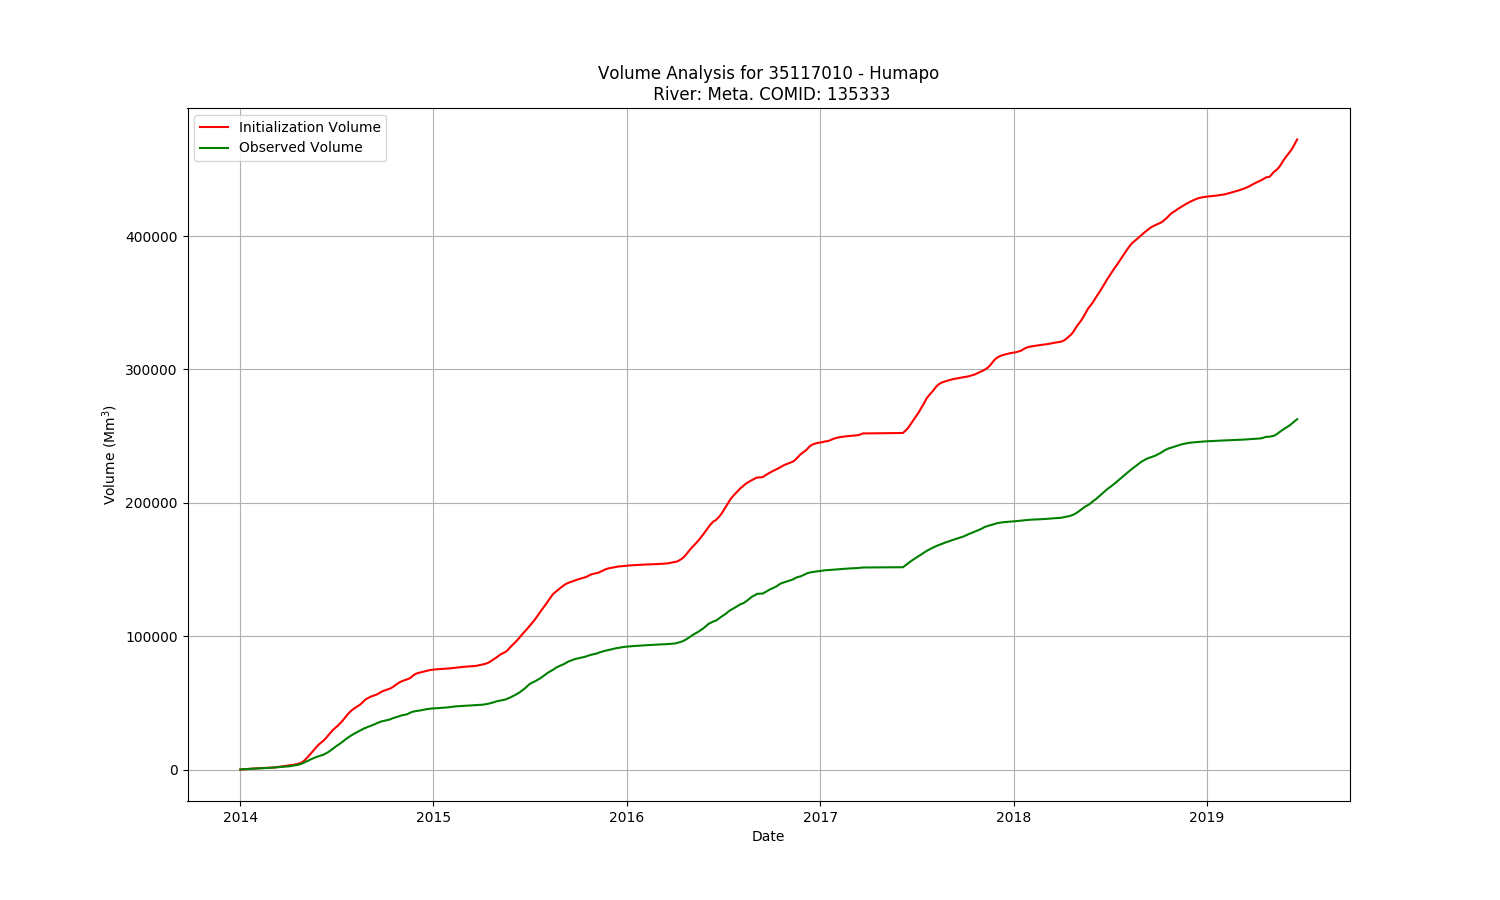 Volume Analysis for 35117010 - Humapo
River: Meta. COMID: 135333
Initialization Volume
Observed Volume
400000
300000
200000
100000
0
Volume (Mm³)
2014 2015 2016 2017 2018 2019
Date